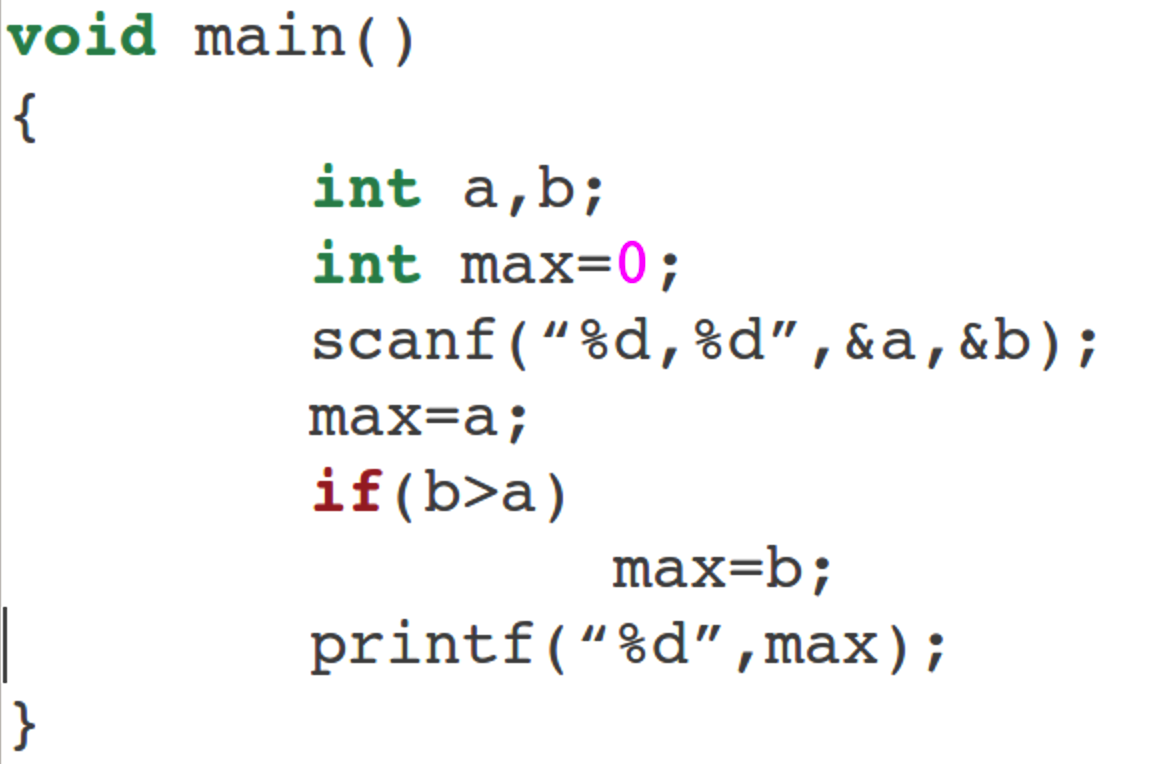 void main()
{
int a,b;
int max=0;
scanf(“%d,%d”,&a,&b);
max=a;
if(b>a)
max=b;
printf(“%d”,max);
}